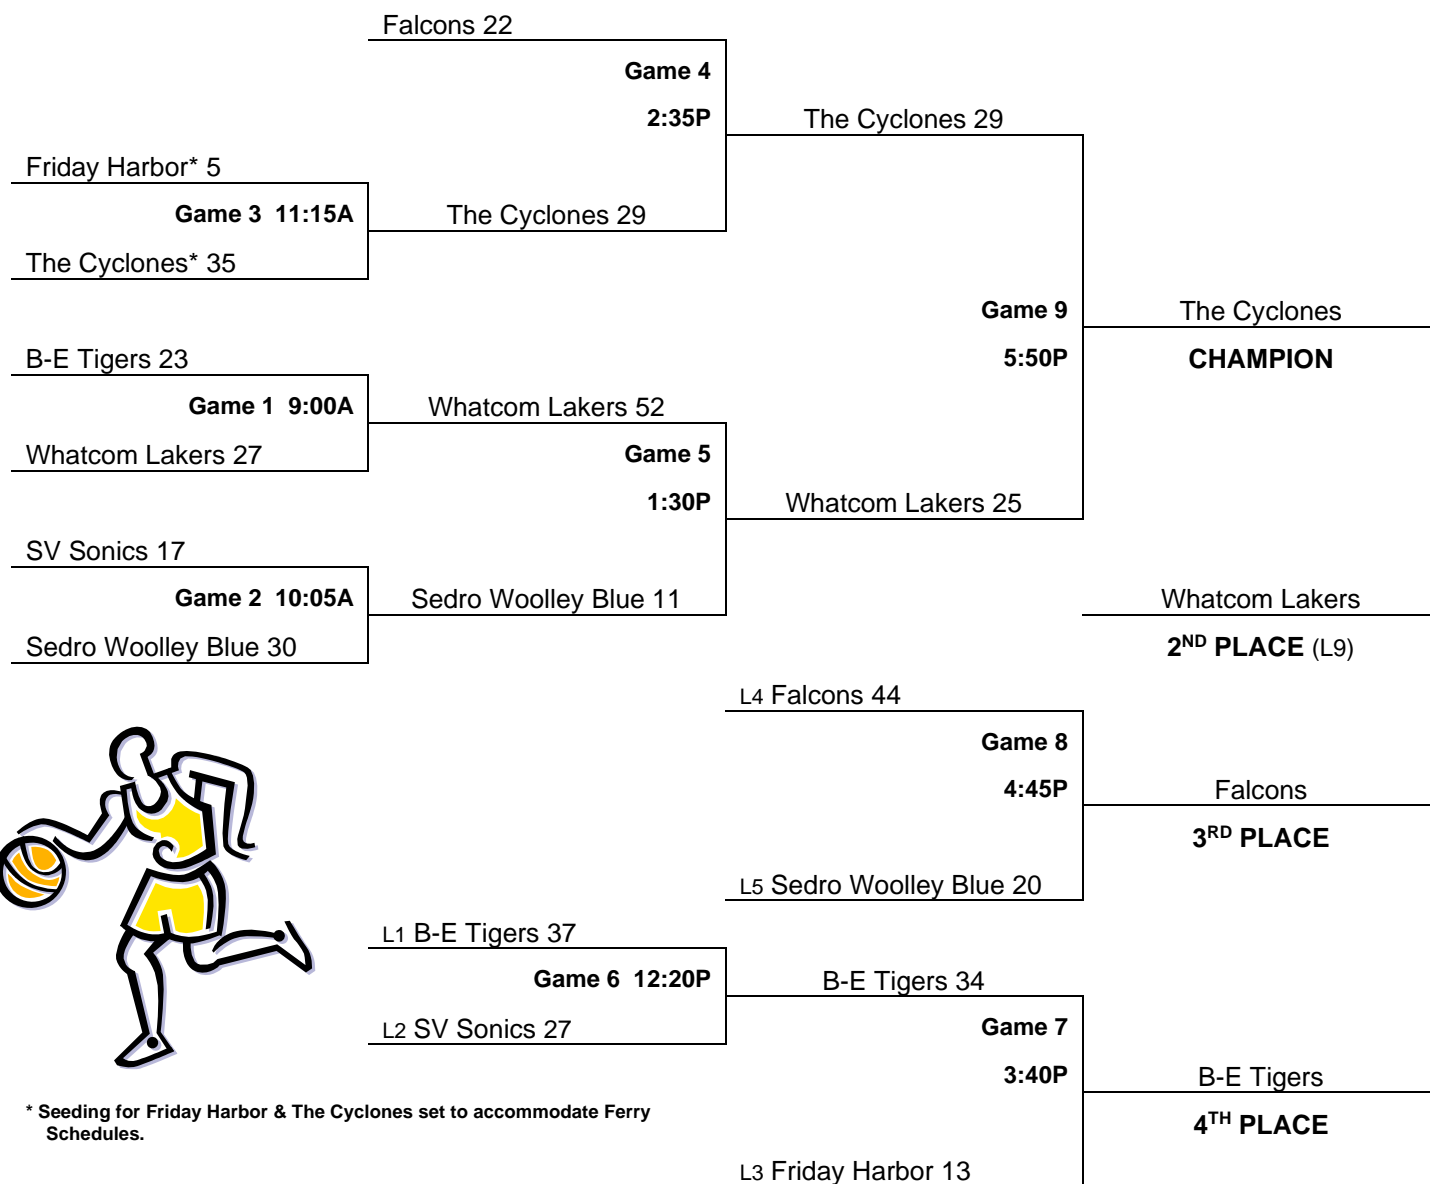 Falcons 22
Game 4
2:35P
The Cyclones 29
Friday Harbor* 5
Game 3 11:15A
The Cyclones 29
The Cyclones* 35
Game 9
The Cyclones
5:50P
CHAMPION
B-E Tigers 23
Game 1 9:00A
Whatcom Lakers 52
Whatcom Lakers 27
Game 5
1:30P
Whatcom Lakers 25
SV Sonics 17
Game 2 10:05A
Sedro Woolley Blue 11
Whatcom Lakers
Sedro Woolley Blue 30
2ND PLACE (L9)
L4 Falcons 44
Game 8
4:45P
Falcons
3RD PLACE
L5 Sedro Woolley Blue 20
L1 B-E Tigers 37
Game 6 12:20P
B-E Tigers 34
L2 SV Sonics 27
Game 7
3:40P
B-E Tigers
4TH PLACE
* Seeding for Friday Harbor & The Cyclones set to accommodate Ferry
Schedules.
L3 Friday Harbor 13